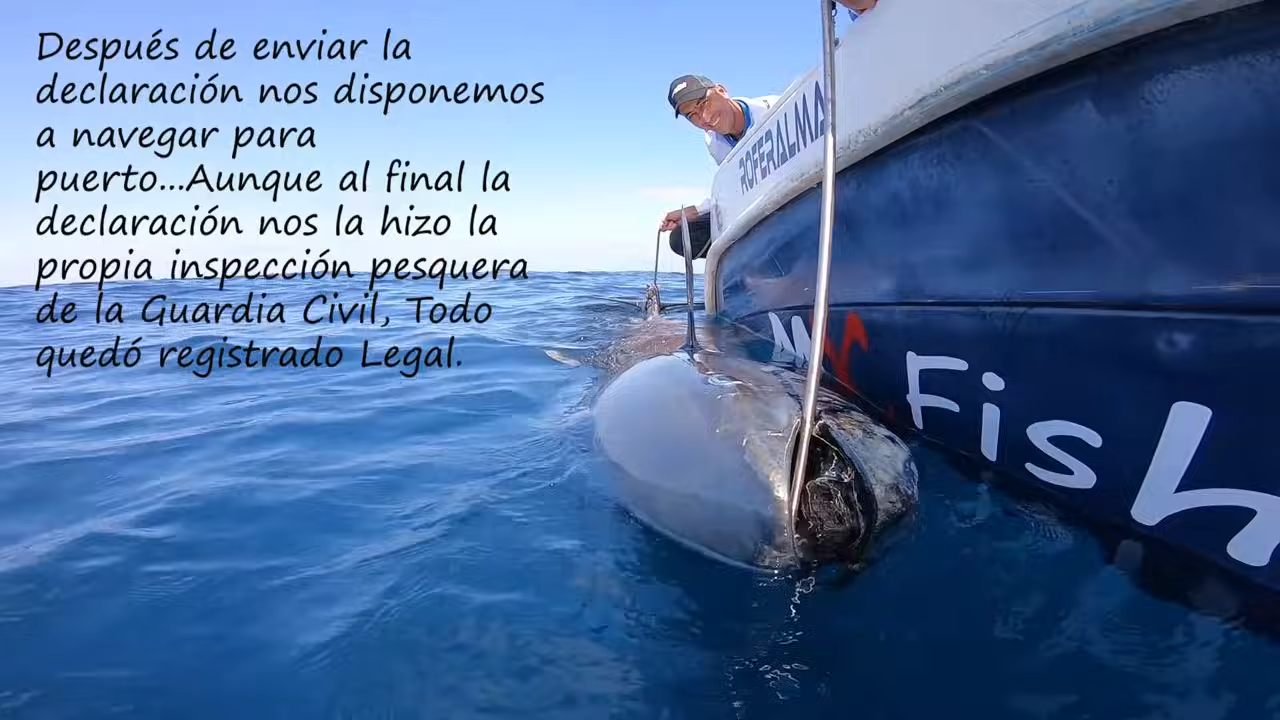 Después de enviar la
declaración nos disponemos
a navegar para
puerto...Aunque al final la
declaración nos la hizo la
propia inspección pesquera
de la Guardia Civil, Todo
quedó registrado Legal.
ROFERALMA
Fish